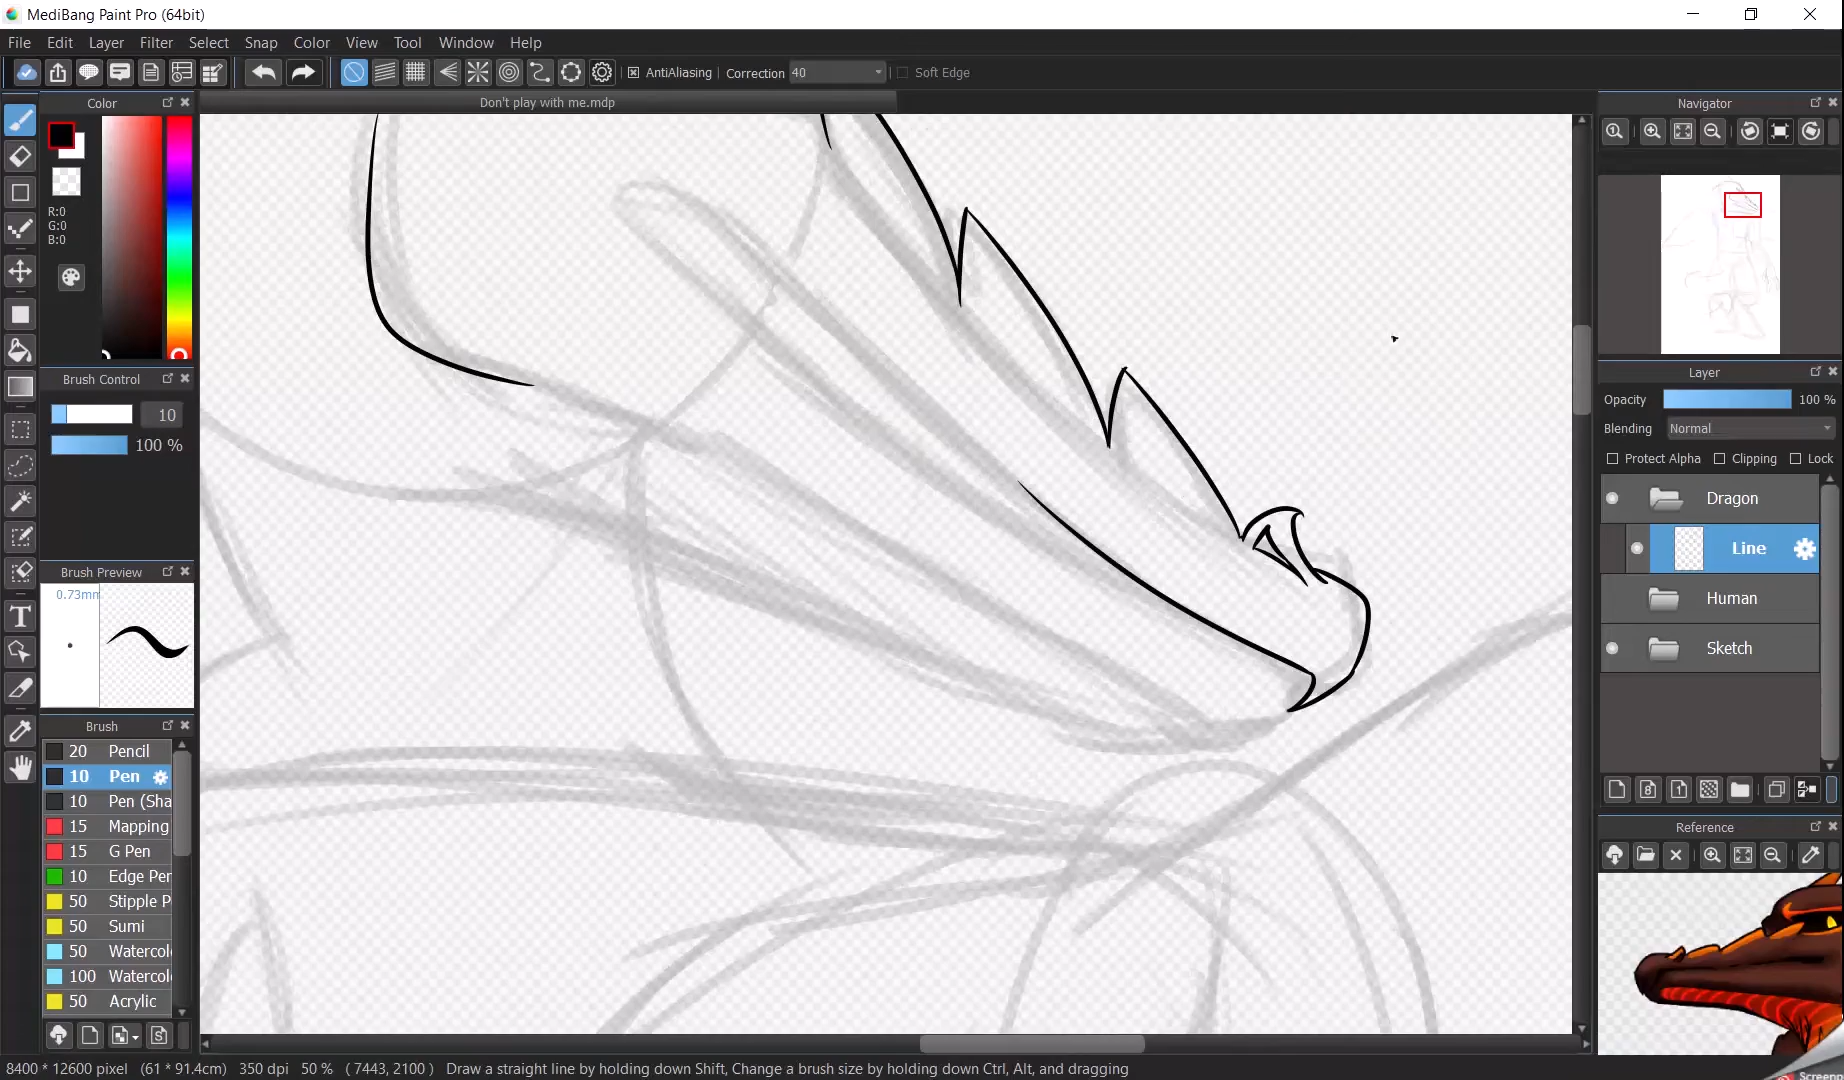 MediBang Paint Pro (64bit)
File Edit Layer Filter Select Snap Color View Tool Window Help
AntiAliasing Correction 40 Soft Edge
Color
Don't play with me.mdp
Navigator
R:0
G:0
B:0
Brush Control
10
100 %
Layer
Opacity 100 %
Blending Normal
Protect Alpha Clipping Lock
Dragon
Line
Human
Sketch
Brush Preview
0.73mm
Brush
20 Pencil
10 Pen
10 Pen (Sha
15 Mapping
15 G Pen
10 Edge Pen
50 Stipple P
50 Sumi
50 Watercol
100 Watercol
50 Acrylic
Reference
8400 * 12600 pixel (61 * 91.4cm) 350 dpi 50 % ( 7443, 2100 ) Draw a straight line by holding down Shift, Change a brush size by holding down Ctrl, Alt, and dragging